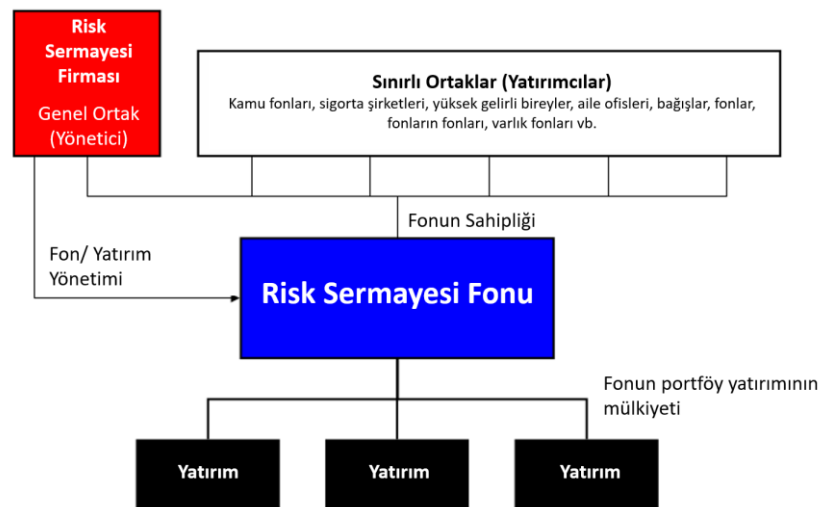 Risk
Sermayesi
Firması
Genel Ortak
(Yönetici)
Sınırlı Ortaklar (Yatırımcılar)
Kamu fonları, sigorta şirketleri, yüksek gelirli bireyler, aile ofisleri, bağışlar, fonlar,
fonların fonları, varlık fonları vb.
Fonun Sahipliği
Fon/ Yatırım
Yönetimi
Risk Sermayesi Fonu
Fonun portföy yatırımının
mülkiyeti
Yatırım
Yatırım
Yatırım